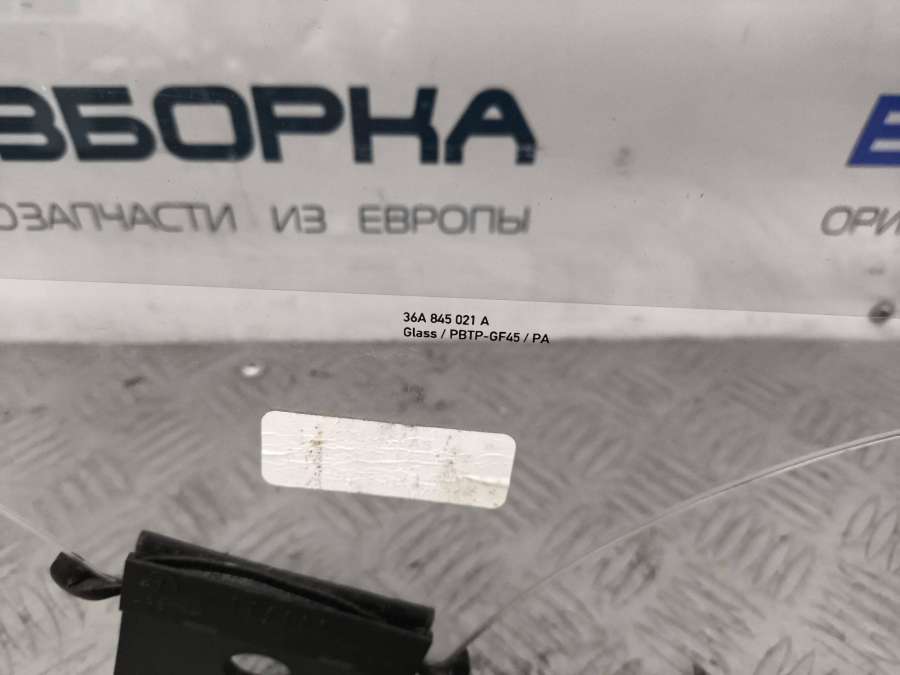 ЗБОРКА
ОЗАПЧАСТИ ИЗ ЕВРОПЫ
ОРИ
36A 845 021 A
Glass / PBTP-GF45 / PA